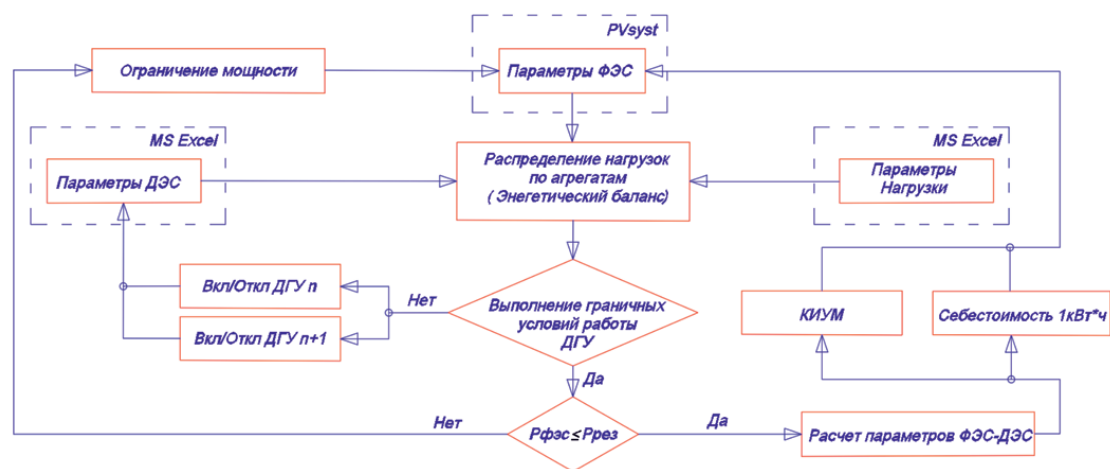 PVsyst
Ограничение мощности
Параметры ФЭС
MS Excel
MS Excel
Параметры ДЭС
Распределение нагрузок
по агрегатам
( Энегетический баланс)
Параметры
Нагрузки
Вкл/Откл ДГУ n
Нет
Вкл/Откл ДГУ n+1
Выполнение граничных
условий работы
ДГУ
КИУМ
Себестоимость 1кВт*ч
Да
Нет
Рфэс ≤ Ррез
Да
Расчет параметров ФЭС-ДЭС